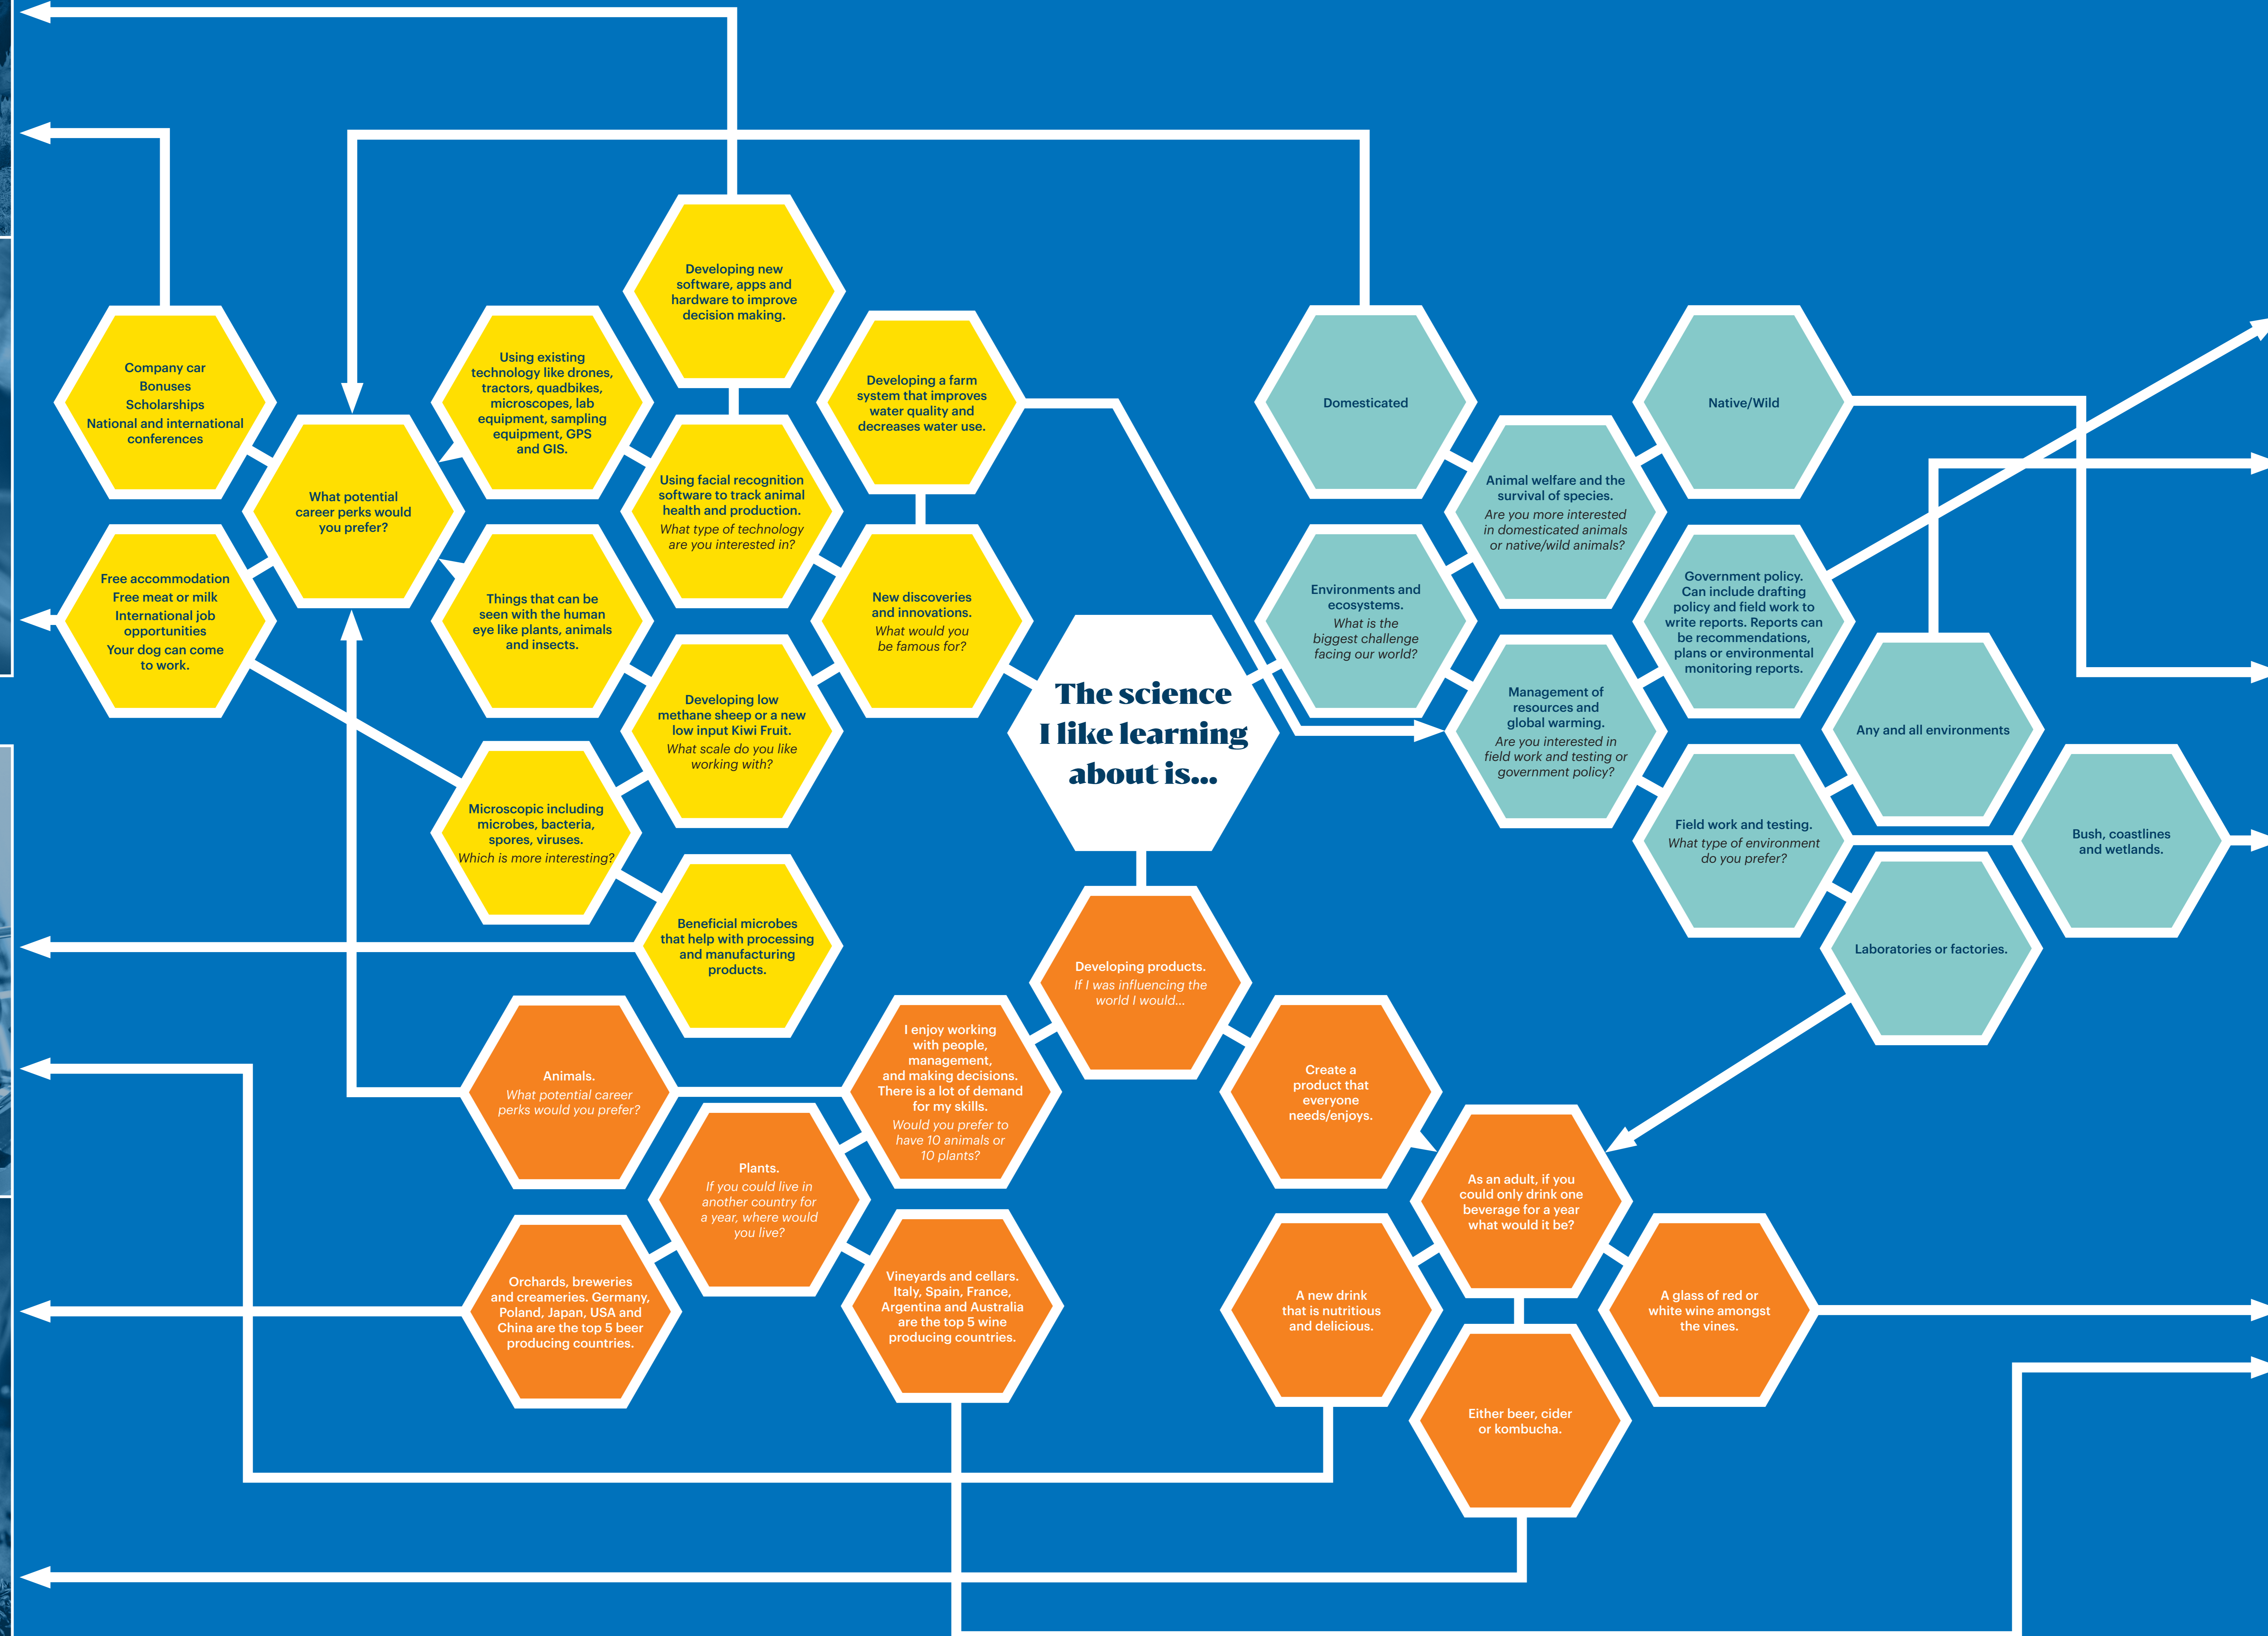 Developing new
software, apps and
hardware to improve
decision making.
Company car
Bonuses
Scholarships
National and international
conferences
Using existing
technology like drones,
tractors, quadbikes,
microscopes, lab
equipment, sampling
equipment, GPS
and GIS.
Developing a farm
system that improves
water quality and
decreases water use.
What potential
career perks would
you prefer?
Using facial recognition
software to track animal
health and production.
What type of technology
are you interested in?
Free accommodation
Free meat or milk
International job
opportunities
Your dog can come
to work.
Things that can be
seen with the human
eye like plants, animals
and insects.
New discoveries
and innovations.
What would you
be famous for?
Developing low
methane sheep or a new
low input Kiwi Fruit.
What scale do you like
working with?
Microscopic including
microbes, bacteria,
spores, viruses.
Which is more interesting?
Beneficial microbes
that help with processing
and manufacturing
products.
The science
I like learning
about is...
Domesticated
Native/Wild
Animal welfare and the
survival of species.
Are you more interested
in domesticated animals
or native/wild animals?
Environments and
ecosystems.
What is the
biggest challenge
facing our world?
Government policy.
Can include drafting
policy and field work to
write reports. Reports can
be recommendations,
plans or environmental
monitoring reports.
Management of
resources and
global warming.
Are you interested in
field work and testing or
government policy?
Any and all environments
Field work and testing.
What type of environment
do you prefer?
Bush, coastlines
and wetlands.
Laboratories or factories.
Developing products.
If I was influencing the
world I would...
I enjoy working
with people,
management,
and making decisions.
There is a lot of demand
for my skills.
Would you prefer to
have 10 animals or
10 plants?
Animals.
What potential career
perks would you prefer?
Plants.
If you could live in
another country for
a year, where would
you live?
Orchards, breweries
and creameries. Germany,
Poland, Japan, USA and
China are the top 5 beer
producing countries.
Vineyards and cellars.
Italy, Spain, France,
Argentina and Australia
are the top 5 wine
producing countries.
Create a
product that
everyone
needs/enjoys.
As an adult, if you
could only drink one
beverage for a year
what would it be?
A new drink
that is nutritious
and delicious.
A glass of red or
white wine amongst
the vines.
Either beer, cider
or kombucha.